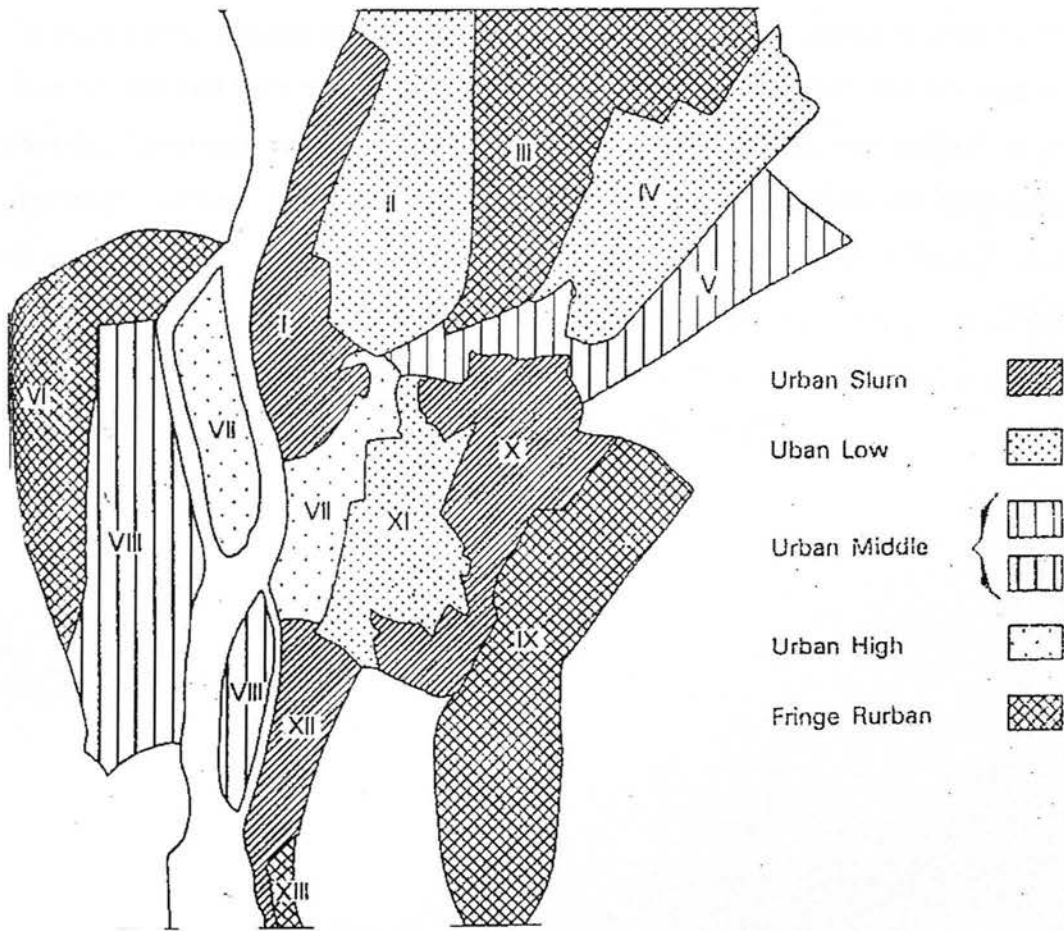 III
IV
II
V
I
VI
VII
VIII
X
VII
XI
IX
VIII
XII
XIII
Urban Slum
Uban Low
Urban Middle
Urban High
Fringe Rurban